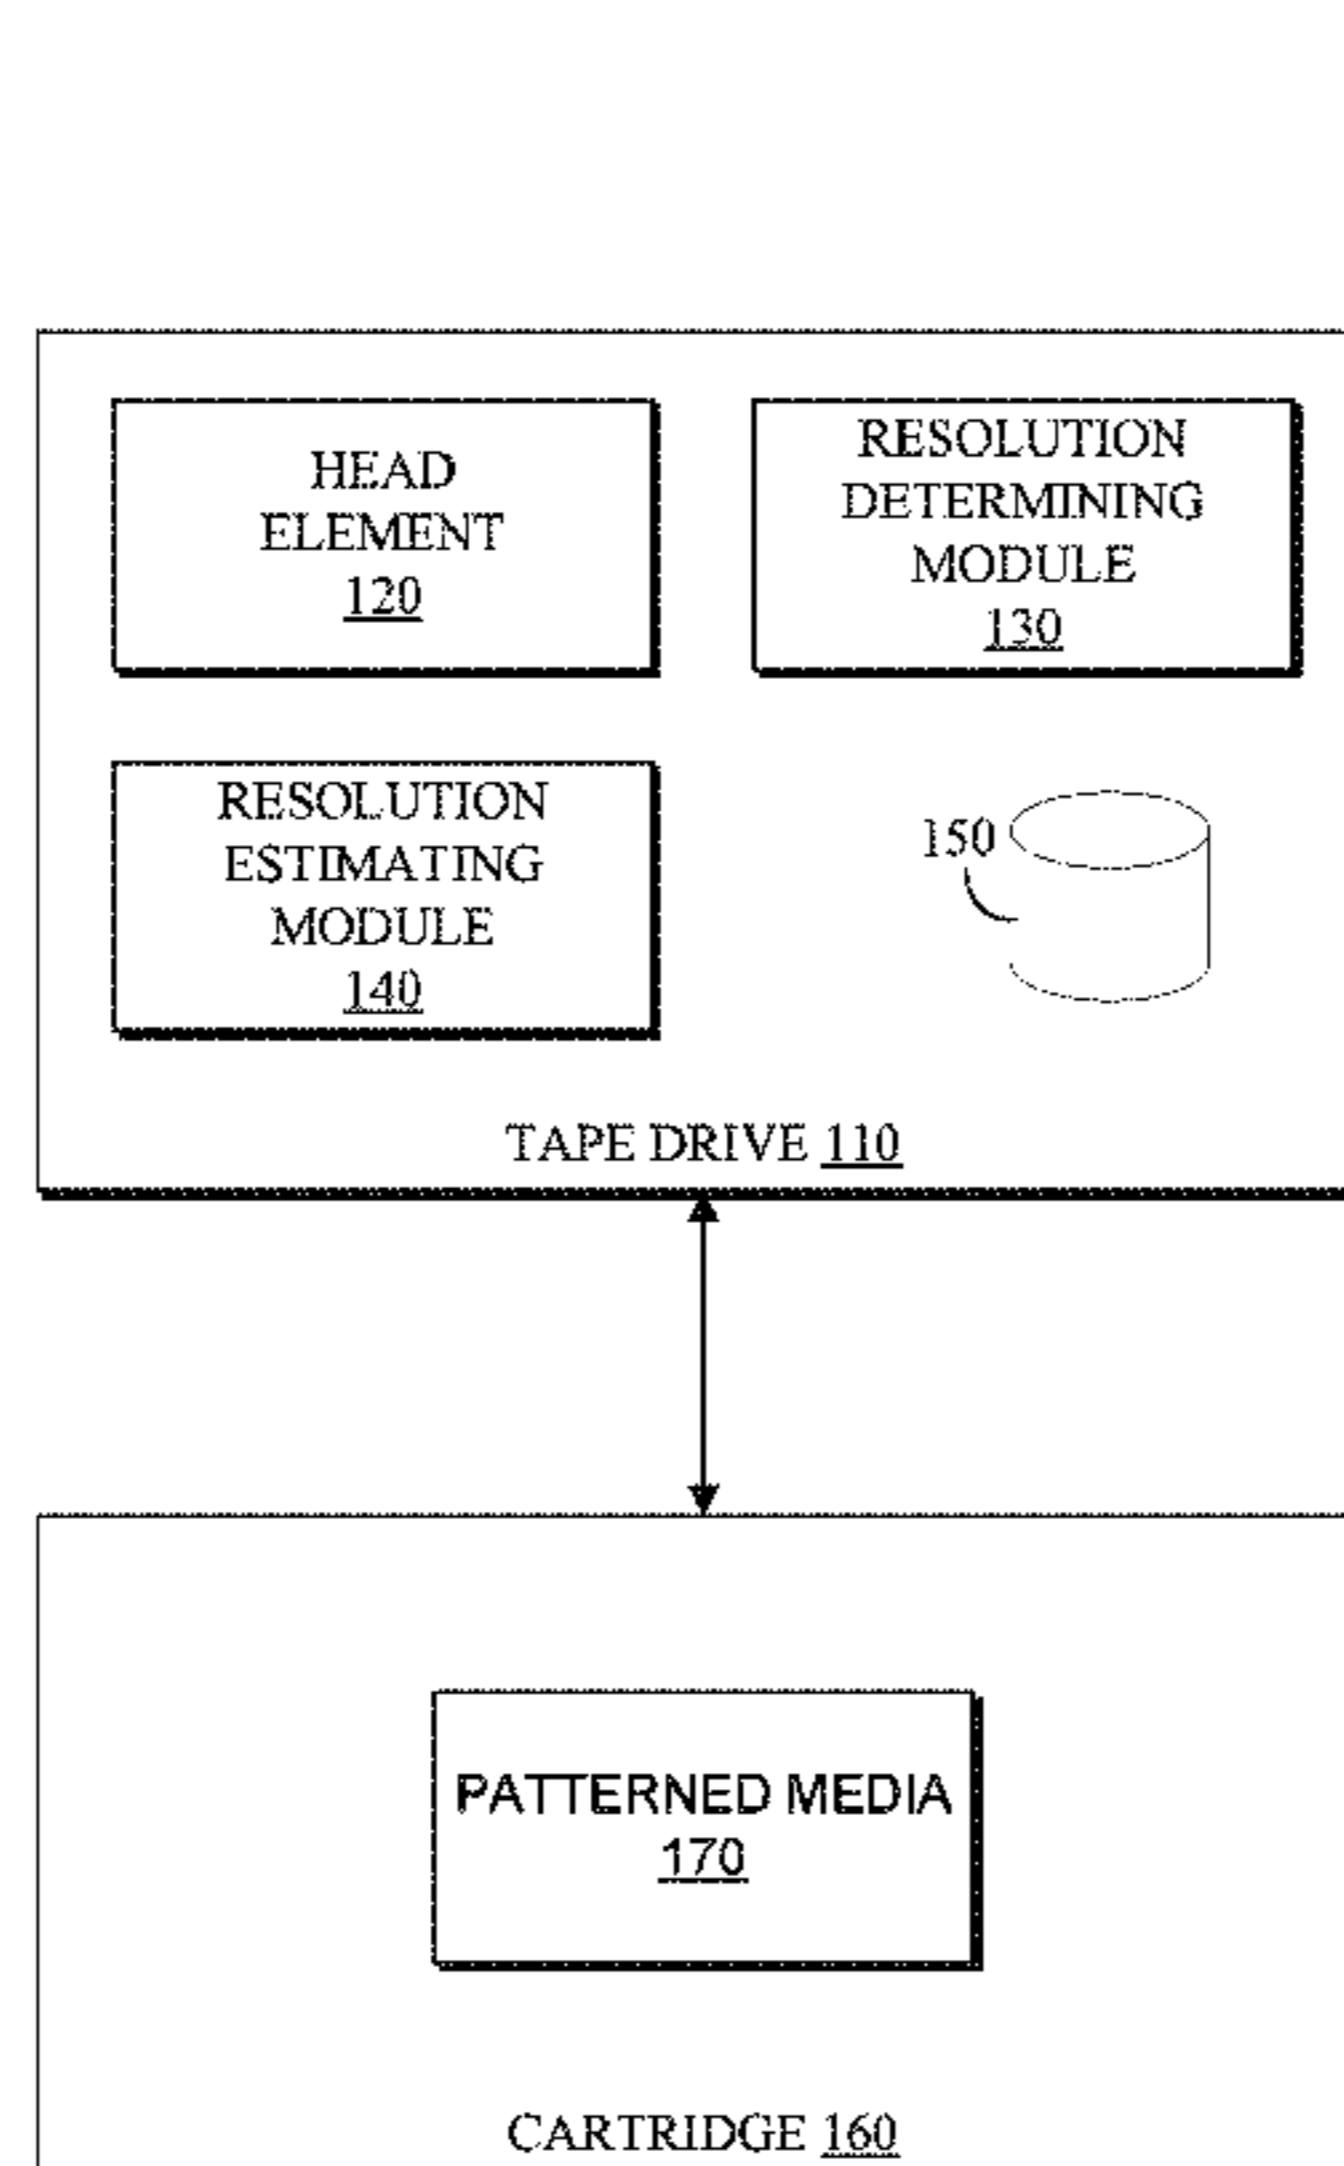 HEAD
ELEMENT
120
RESOLUTION
DETERMINING
MODULE
130
RESOLUTION
ESTIMATING
MODULE
140
150
TAPE DRIVE 110
PATTERNED MEDIA
170
CARTRIDGE 160